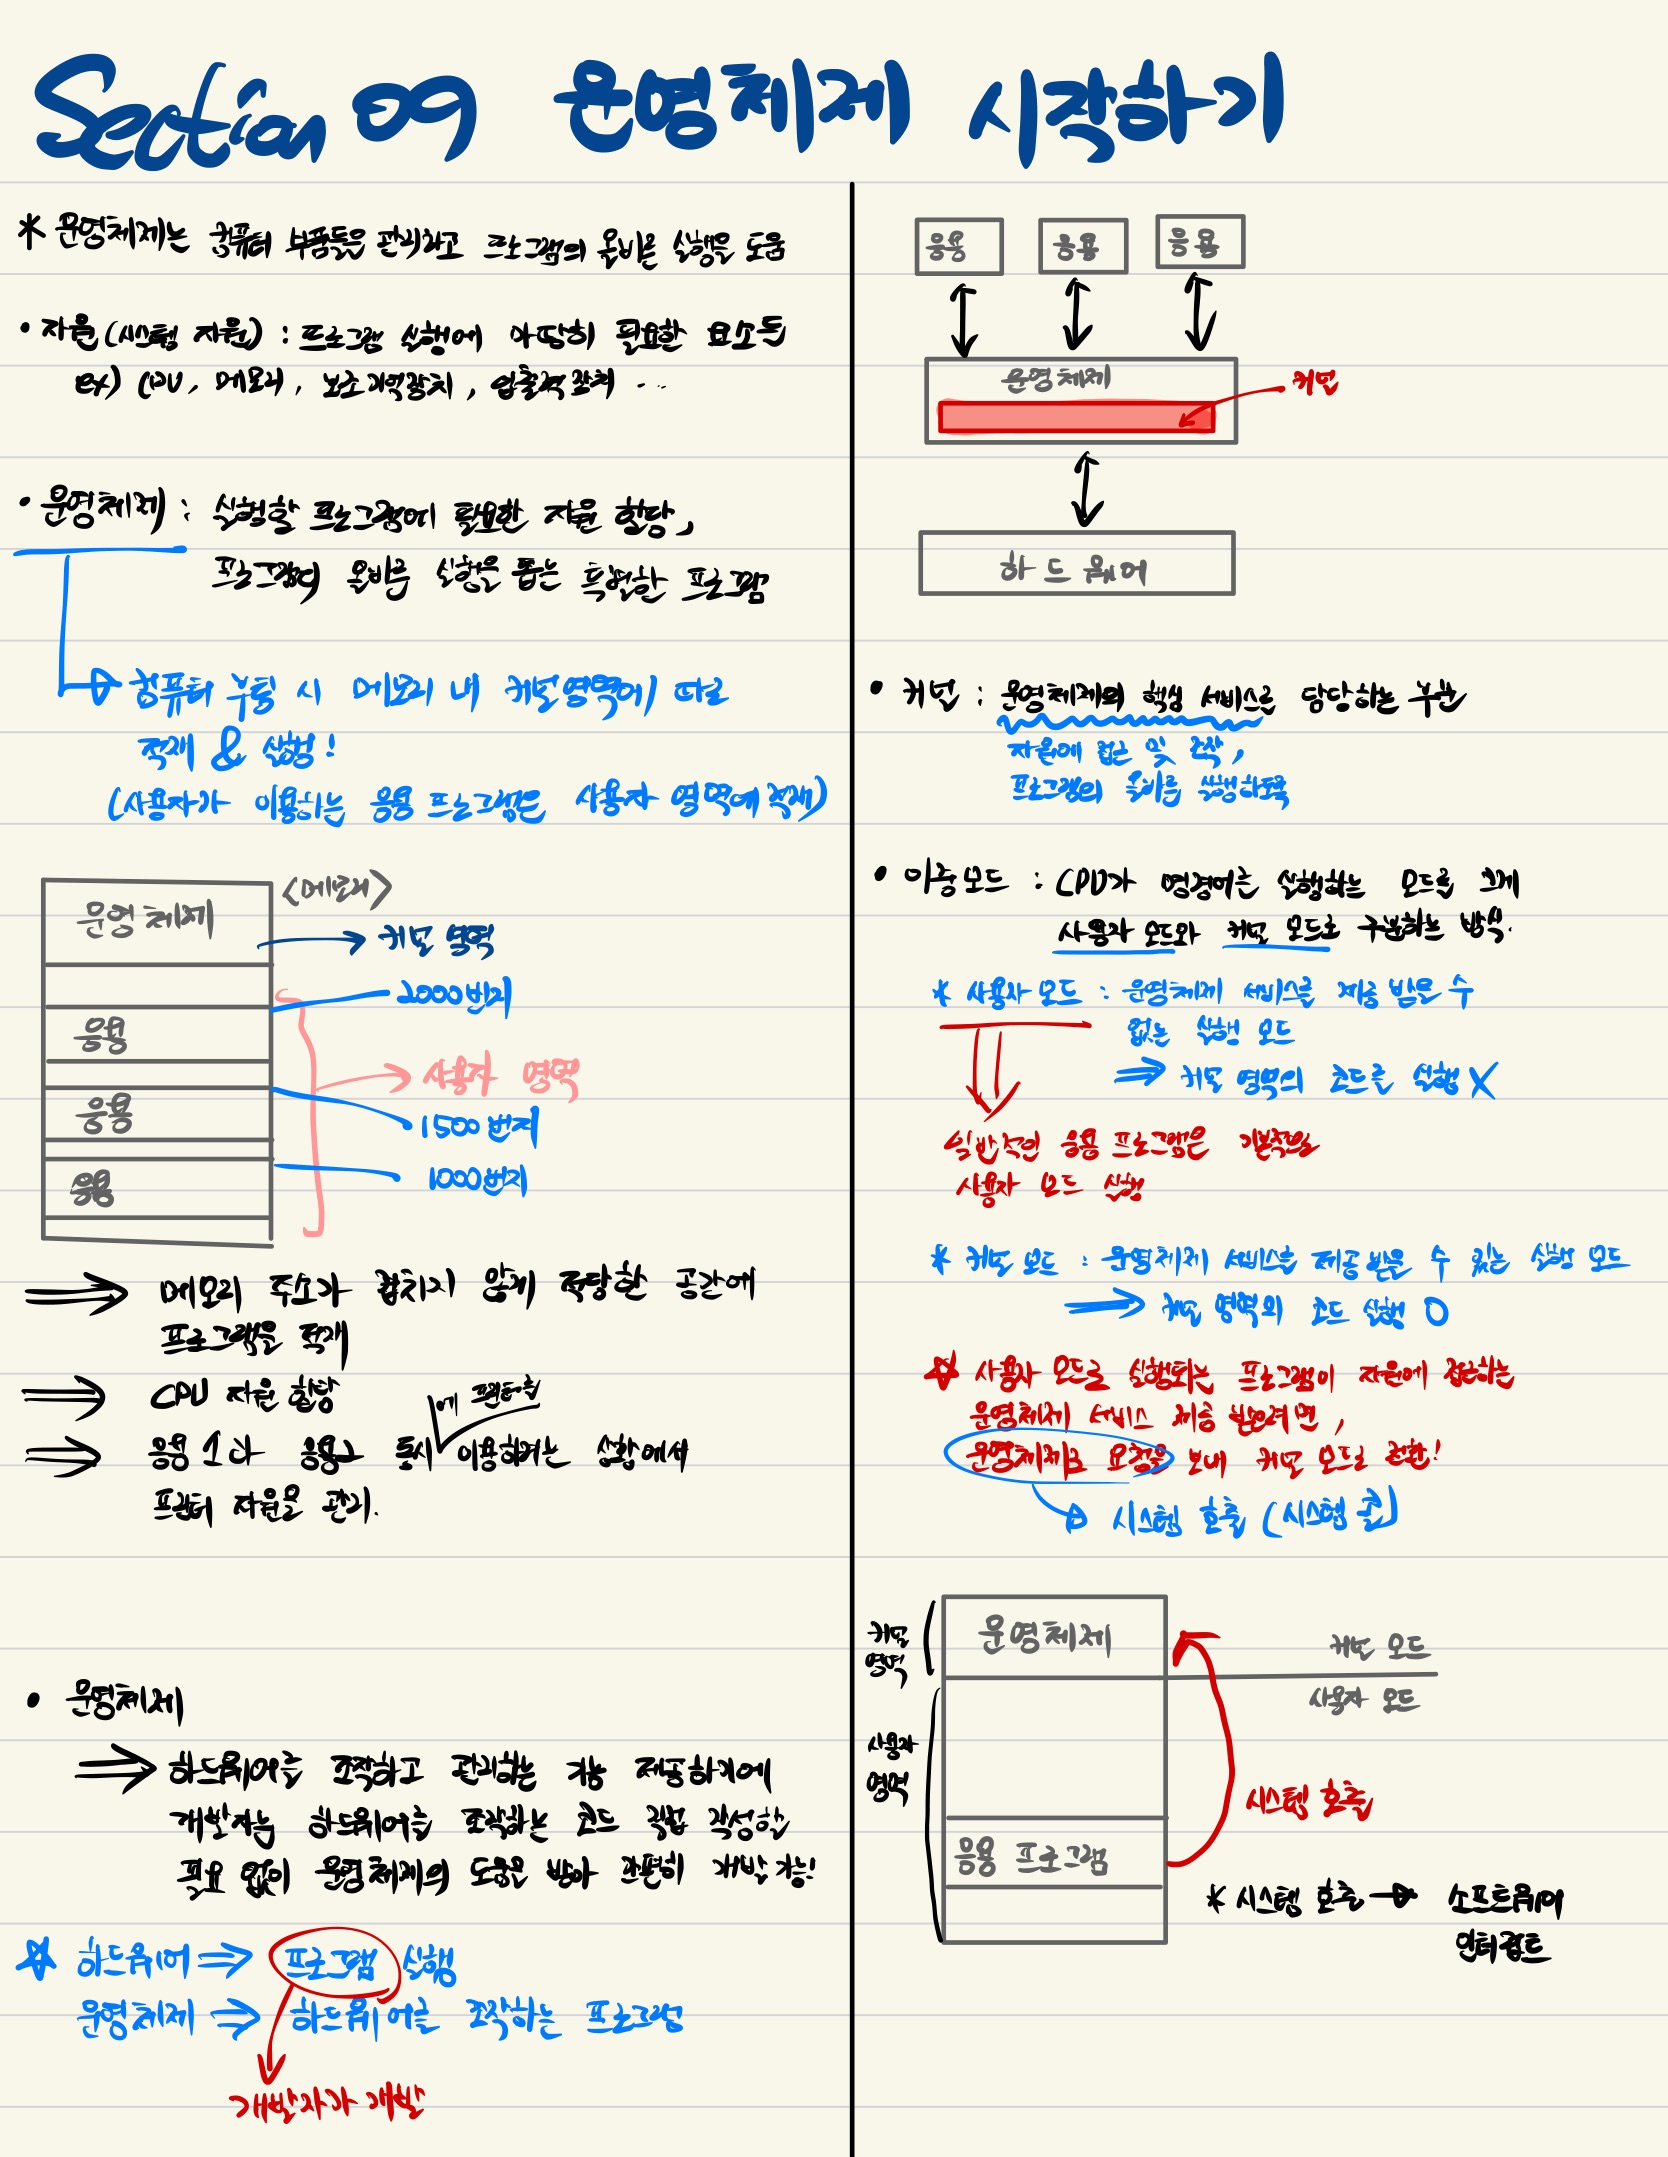 Section 09 운영체제 시작하기
* 운영체제는 컴퓨터 부품들을 관리하고 프로그램의 올바른 실행을 도움
• 자원(시스템 자원) : 프로그램 실행에 마땅히 필요한 요소들
ex) CPU, 메모리, 보조기억장치, 입출력장치 ...
• 운영체제 : 실행할 프로그램에 필요한 자원 할당,
프로그램이 올바른 실행을 돕는 특별한 프로그램
컴퓨터 부팅 시 메모리 내 커널영역에 따로
적재 & 실행!
(사용자가 이용하는 응용 프로그램은 사용자 영역에 적재)
<메모리>
운영체제
커널 영역
2000번지
응용
사용자 영역
응용
1500번지
1000번지
응용
⇒ 메모리 주소가 겹치지 않게 적당한 공간에
프로그램을 적재
⇒ CPU 자원 할당
에 프린터를
⇒ 응용1과 응용2 동시 이용하려는 상황에서
프린터 자원을 관리.
• 운영체제
⇒ 하드웨어를 조작하고 관리하는 기능 제공하기에
개발자는 하드웨어를 조작하는 코드 직접 작성할
필요 없이 운영체제의 도움을 받아 간편히 개발 가능!
☆ 하드웨어 ⇒ 프로그램 실행
운영체제 ⇒ 하드웨어를 조작하는 프로그램
개발자가 개발
응용 응용 응용
운영체제
커널
하드웨어
• 커널 : 운영체제의 핵심 서비스를 담당하는 부분
자원에 접근 및 조작,
프로그램의 올바른 실행하도록
• 이중모드 : CPU가 명령어를 실행하는 모드를 크게
사용자 모드와 커널 모드로 구분하는 방식.
* 사용자 모드 : 운영체제 서비스를 제공 받을 수
없는 실행 모드
⇒ 커널 영역의 코드를 실행 X
일반적인 응용 프로그램은 기본적으로
사용자 모드 실행
* 커널 모드 : 운영체제 서비스를 제공 받을 수 있는 실행 모드
⇒ 커널 영역의 코드 실행 O
☆ 사용자 모드로 실행되는 프로그램이 자원에 접근하는
운영체제 서비스 제공 받으려면,
운영체제로 요청을 보내 커널 모드로 전환!
시스템 호출 (시스템 콜)
커널
영역
운영체제
커널 모드
사용자 모드
사용자
영역
시스템 호출
응용 프로그램
* 시스템 호출 → 소프트웨어
인터럽트